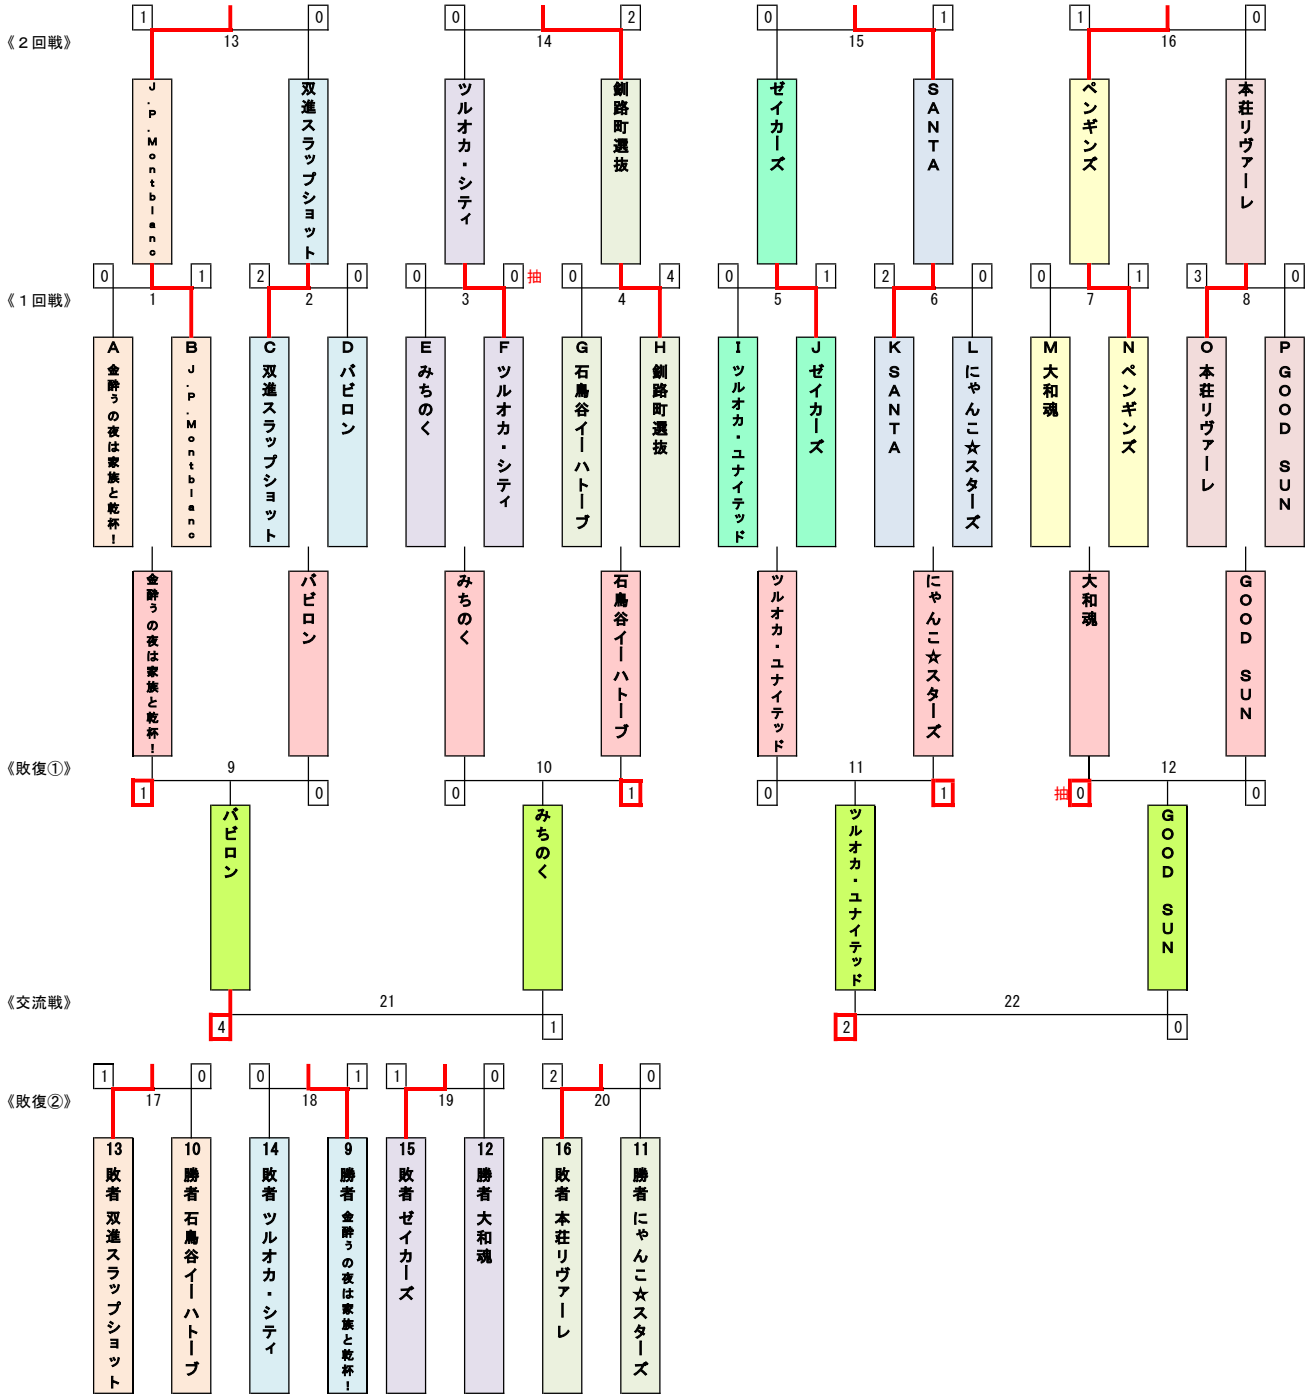 1 0 0 2 0 1 1 0
《２回戦》 13 14 15 16
Ｊ．Ｐ．Ｍｏｎｔｂｌａｎｃ
双進スラップショット
ツルオカ・シティ
釧路町選抜
ゼイカーズ
ＳＡＮＴＡ
ペンギンズ
本荘リヴァーレ
0 1 2 0 0 0 抽 0 4 0 1 2 0 0 1 3 0
《１回戦》 1 2 3 4 5 6 7 8
Ａ 金酔ぅの夜は家族と乾杯！
Ｂ Ｊ．Ｐ．Ｍｏｎｔｂｌａｎｃ
Ｃ 双進スラップショット
Ｄ バビロン
Ｅ みちのく
Ｆ ツルオカ・シティ
Ｇ 石鳥谷イーハトーブ
Ｈ 釧路町選抜
Ｉ ツルオカ・ユナイテッド
Ｊ ゼイカーズ
Ｋ ＳＡＮＴＡ
Ｌ にゃんこ☆スターズ
Ｍ 大和魂
Ｎ ペンギンズ
Ｏ 本荘リヴァーレ
Ｐ ＧＯＯＤ　ＳＵＮ
金酔ぅの夜は家族と乾杯！
バビロン
みちのく
石鳥谷イーハトーブ
ツルオカ・ユナイテッド
にゃんこ☆スターズ
大和魂
ＧＯＯＤ　ＳＵＮ
《敗復①》 9 10 11 12
1 0 0 1 0 1 抽 0 0
バビロン
みちのく
ツルオカ・ユナイテッド
ＧＯＯＤ　ＳＵＮ
《交流戦》 21 22
4 1 2 0
1 0 0 1 1 0 2 0
《敗復②》 17 18 19 20
13 敗者 双進スラップショット
10 勝者 石鳥谷イーハトーブ
14 敗者 ツルオカ・シティ
9 勝者 金酔ぅの夜は家族と乾杯！
15 敗者 ゼイカーズ
12 勝者 大和魂
16 敗者 本荘リヴァーレ
11 勝者 にゃんこ☆スターズ